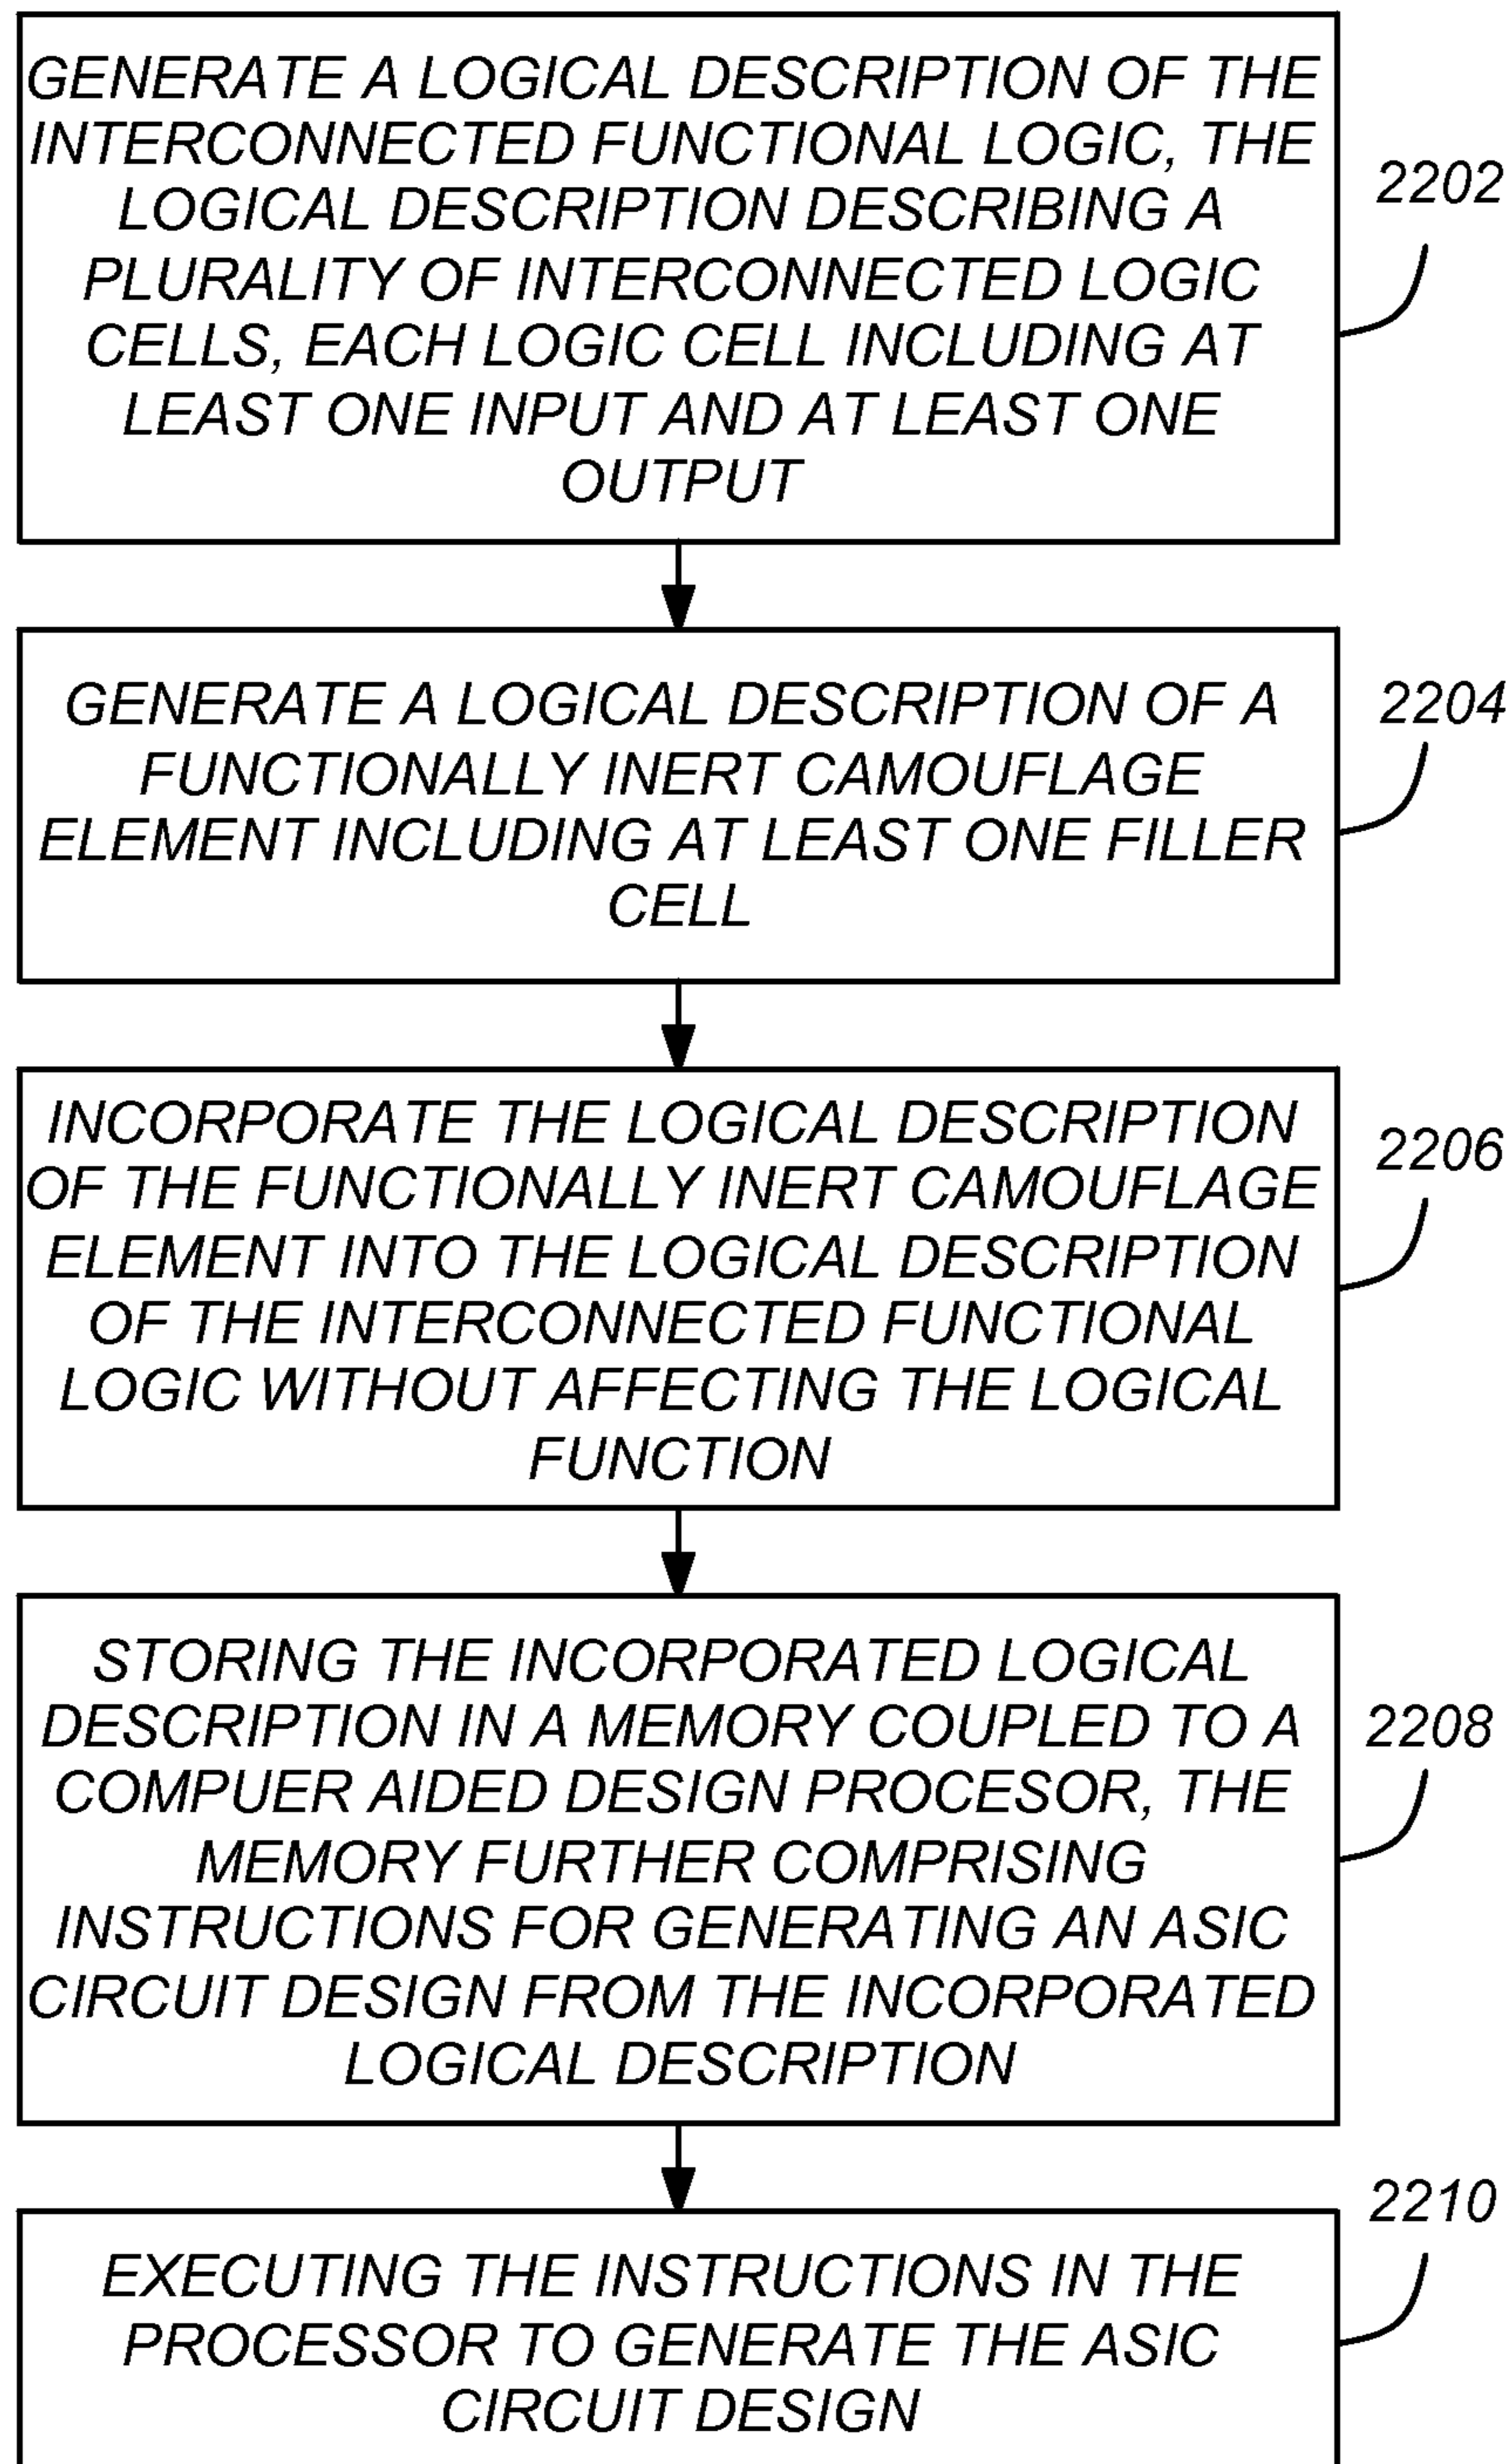 GENERATE A LOGICAL DESCRIPTION OF THE
INTERCONNECTED FUNCTIONAL LOGIC, THE
LOGICAL DESCRIPTION DESCRIBING A
PLURALITY OF INTERCONNECTED LOGIC
CELLS, EACH LOGIC CELL INCLUDING AT
LEAST ONE INPUT AND AT LEAST ONE
OUTPUT
2202
GENERATE A LOGICAL DESCRIPTION OF A
FUNCTIONALLY INERT CAMOUFLAGE
ELEMENT INCLUDING AT LEAST ONE FILLER
CELL
2204
INCORPORATE THE LOGICAL DESCRIPTION
OF THE FUNCTIONALLY INERT CAMOUFLAGE
ELEMENT INTO THE LOGICAL DESCRIPTION
OF THE INTERCONNECTED FUNCTIONAL
LOGIC WITHOUT AFFECTING THE LOGICAL
FUNCTION
2206
STORING THE INCORPORATED LOGICAL
DESCRIPTION IN A MEMORY COUPLED TO A
COMPUER AIDED DESIGN PROCESOR, THE
MEMORY FURTHER COMPRISING
INSTRUCTIONS FOR GENERATING AN ASIC
CIRCUIT DESIGN FROM THE INCORPORATED
LOGICAL DESCRIPTION
2208
EXECUTING THE INSTRUCTIONS IN THE
PROCESSOR TO GENERATE THE ASIC
CIRCUIT DESIGN
2210